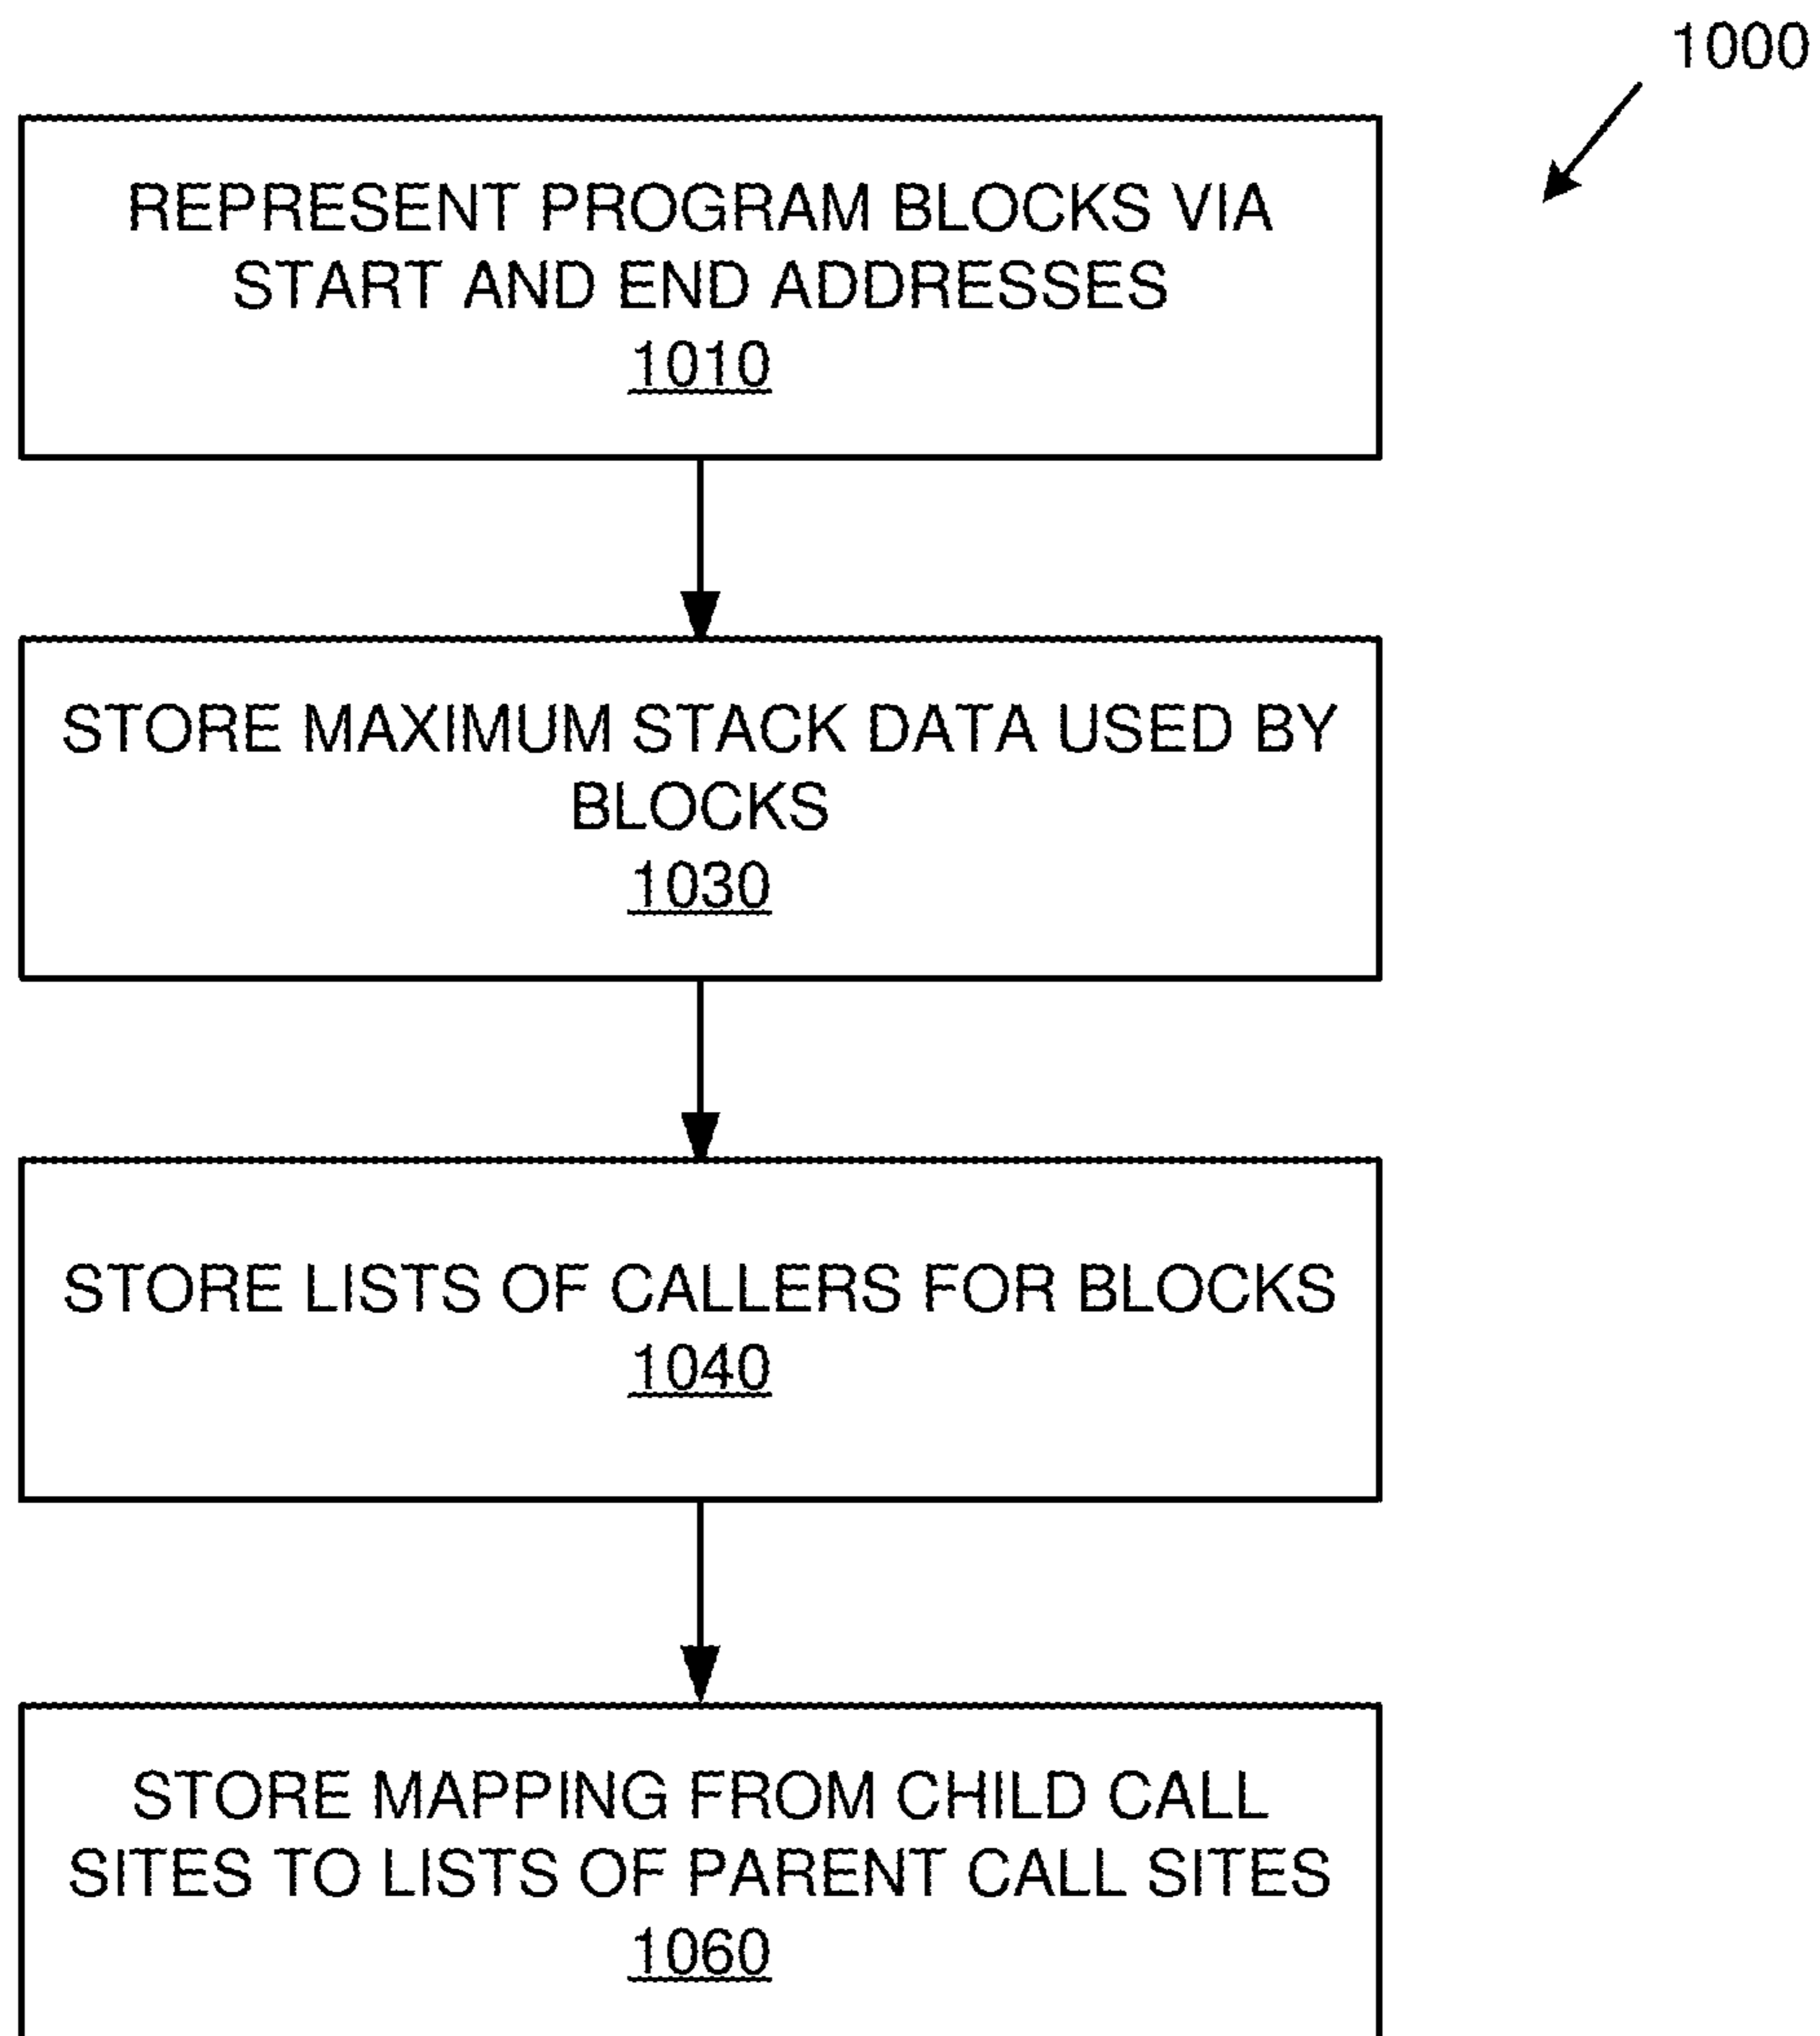 1000
REPRESENT PROGRAM BLOCKS VIA
START AND END ADDRESSES
1010
STORE MAXIMUM STACK DATA USED BY
BLOCKS
1030
STORE LISTS OF CALLERS FOR BLOCKS
1040
STORE MAPPING FROM CHILD CALL
SITES TO LISTS OF PARENT CALL SITES
1060